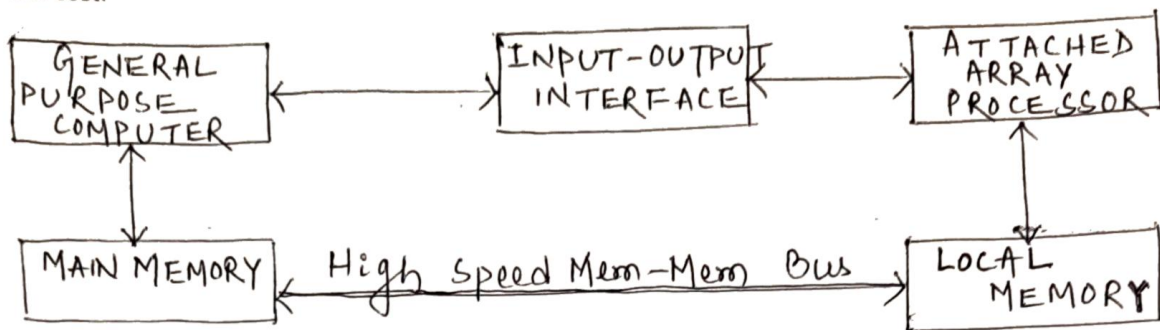 GENERAL
PURPOSE
COMPUTER
INPUT-OUTPUT
INTERFACE
ATTACHED
ARRAY
PROCESSOR
MAIN MEMORY
High Speed Mem-Mem Bus
LOCAL
MEMORY